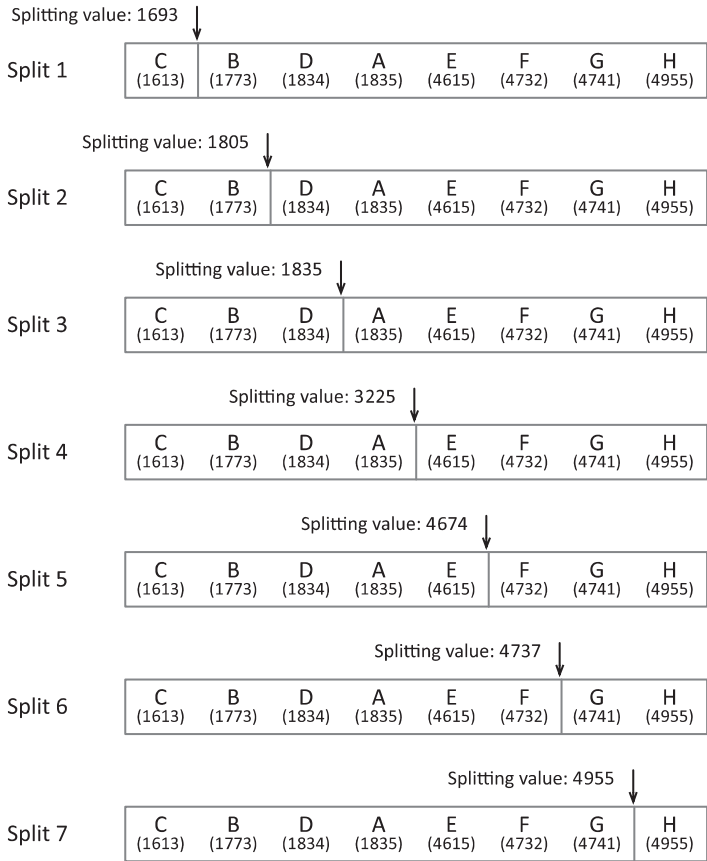 Splitting value: 1693
Split 1 C B D A E F G H
(1613) (1773) (1834) (1835) (4615) (4732) (4741) (4955)
Splitting value: 1805
Split 2 C B D A E F G H
(1613) (1773) (1834) (1835) (4615) (4732) (4741) (4955)
Splitting value: 1835
Split 3 C B D A E F G H
(1613) (1773) (1834) (1835) (4615) (4732) (4741) (4955)
Splitting value: 3225
Split 4 C B D A E F G H
(1613) (1773) (1834) (1835) (4615) (4732) (4741) (4955)
Splitting value: 4674
Split 5 C B D A E F G H
(1613) (1773) (1834) (1835) (4615) (4732) (4741) (4955)
Splitting value: 4737
Split 6 C B D A E F G H
(1613) (1773) (1834) (1835) (4615) (4732) (4741) (4955)
Splitting value: 4955
Split 7 C B D A E F G H
(1613) (1773) (1834) (1835) (4615) (4732) (4741) (4955)